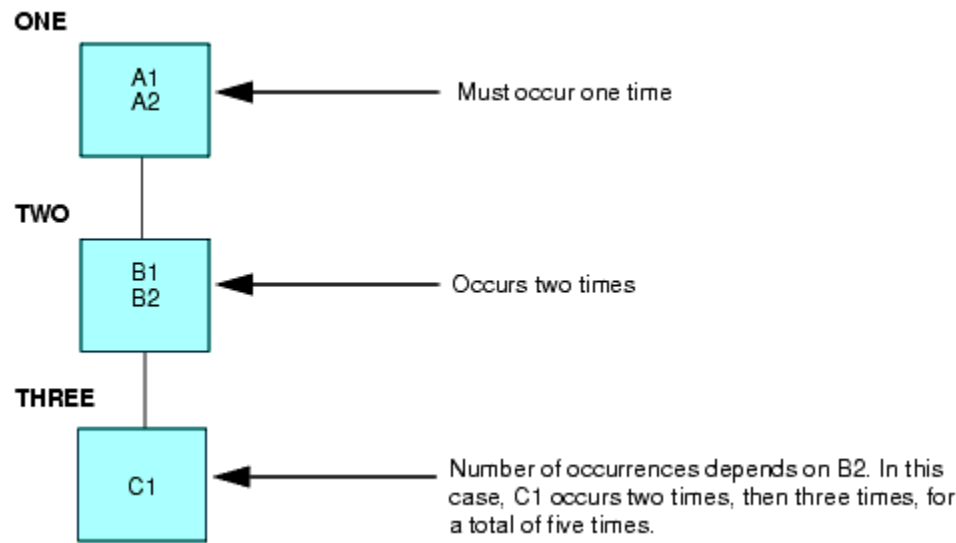 ONE
A1
A2
Must occur one time
TWO
B1
B2
Occurs two times
THREE
C1
Number of occurrences depends on B2. In this
case, C1 occurs two times, then three times, for
a total of five times.